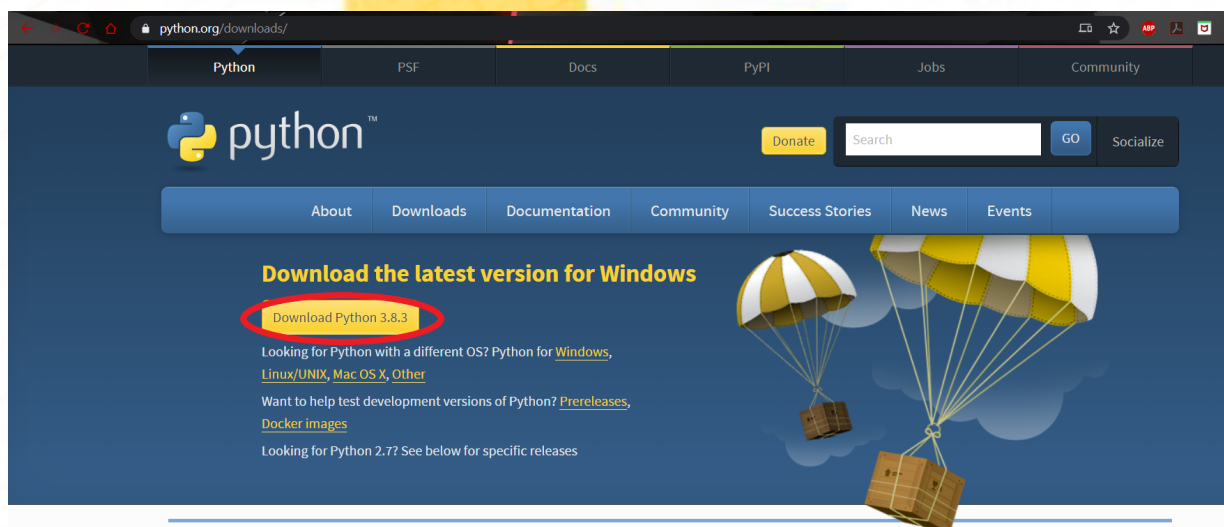 python.org/downloads/
ABP
Python PSF Docs PyPI Jobs Community
python™
Donate Search GO Socialize
About Downloads Documentation Community Success Stories News Events
Download the latest version for Windows
Download Python 3.8.3
Looking for Python with a different OS? Python for Windows,
Linux/UNIX, Mac OS X, Other
Want to help test development versions of Python? Prereleases,
Docker images
Looking for Python 2.7? See below for specific releases